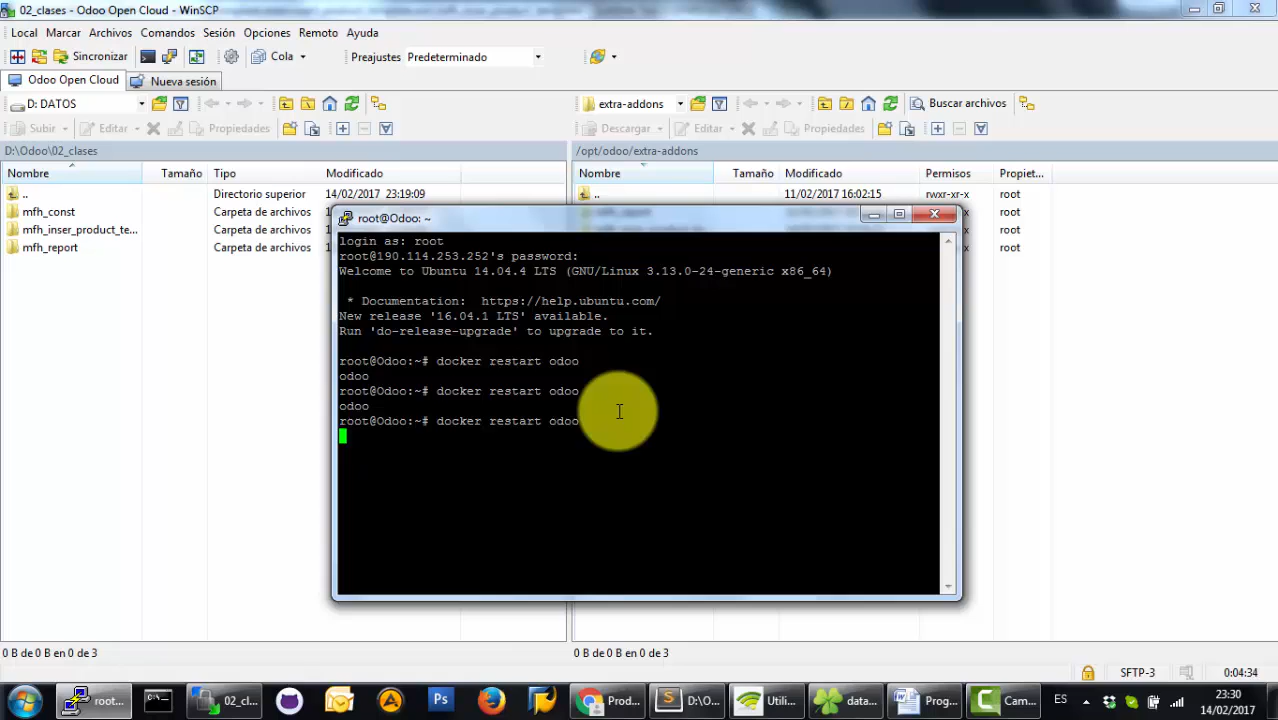 02_clases - Odoo Open Cloud - WinSCP
Local Marcar Archivos Comandos Sesión Opciones Remoto Ayuda
Sincronizar Cola Preajustes Predeterminado
Odoo Open Cloud Nueva sesión
D: DATOS extra-addons Buscar archivos
Subir Editar Propiedades Descargar Editar Propiedades
D:\Odoo\02_clases /opt/odoo/extra-addons
Nombre Tamaño Tipo Modificado Nombre Tamaño Modificado Permisos Propiet...
.. Directorio superior 14/02/2017 23:19:09 .. 11/02/2017 16:02:15 rwxr-xr-x root
mfh_const Carpeta de archivos root
mfh_inser_product_te... Carpeta de archivos root
mfh_report Carpeta de archivos root
root@Odoo: ~
login as: root
root@190.114.253.252's password:
Welcome to Ubuntu 14.04.4 LTS (GNU/Linux 3.13.0-24-generic x86_64)
* Documentation: https://help.ubuntu.com/
New release '16.04.1 LTS' available.
Run 'do-release-upgrade' to upgrade to it.
root@Odoo:~# docker restart odoo
odoo
root@Odoo:~# docker restart odoo
odoo
root@Odoo:~# docker restart odoo
0 B de 0 B en 0 de 3 0 B de 0 B en 0 de 3
SFTP-3 0:04:34
root... 02_cl... Ps Prod... D:\O... Utili... data... Prog... Cam... ES 23:30
14/02/2017